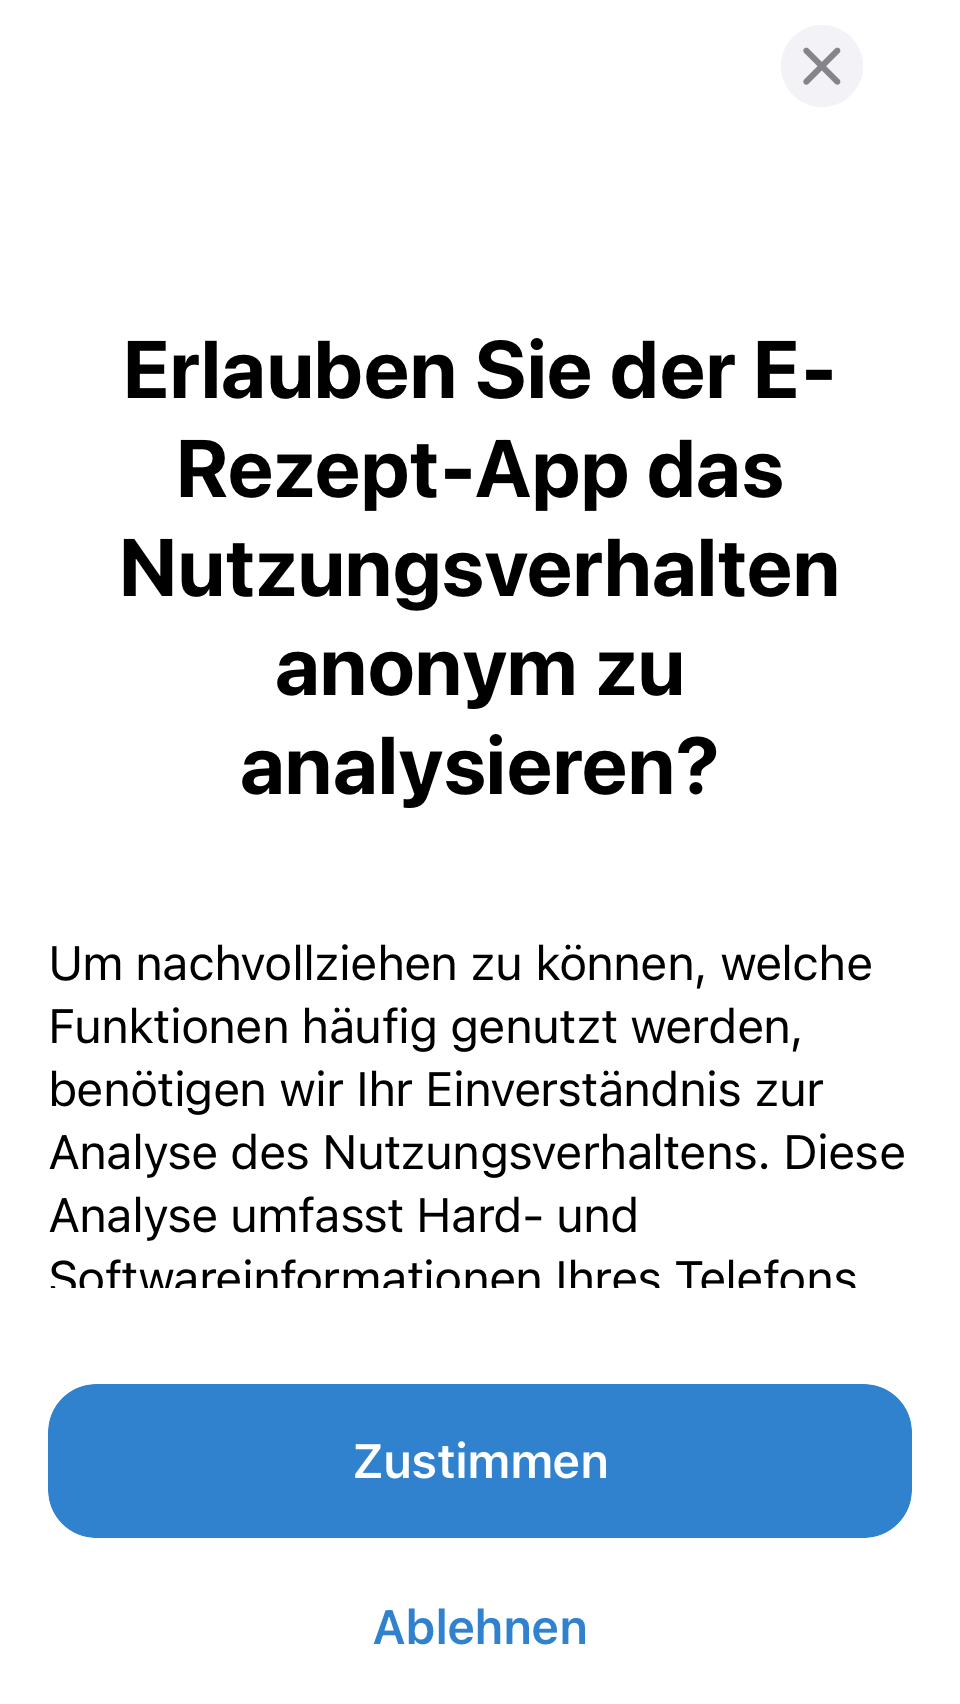 Erlauben Sie der E-
Rezept-App das
Nutzungsverhalten
anonym zu
analysieren?
Um nachvollziehen zu können, welche
Funktionen häufig genutzt werden,
benötigen wir Ihr Einverständnis zur
Analyse des Nutzungsverhaltens. Diese
Analyse umfasst Hard- und
Softwareinformationen Ihres Telefons
Zustimmen
Ablehnen